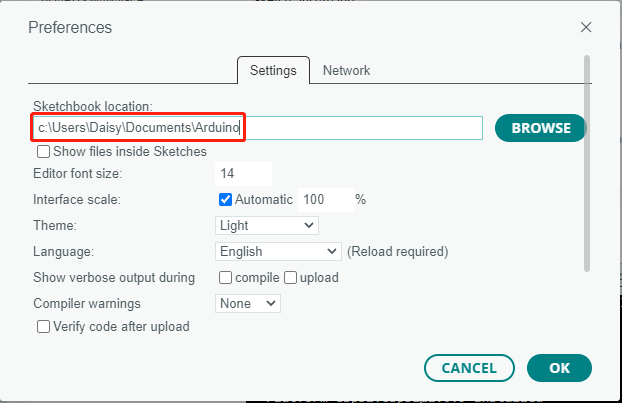 Preferences
Settings Network
Sketchbook location:
c:\Users\Daisy\Documents\Arduino
BROWSE
Show files inside Sketches
Editor font size: 14
Interface scale: Automatic 100 %
Theme: Light
Language: English (Reload required)
Show verbose output during compile upload
Compiler warnings None
Verify code after upload
CANCEL OK